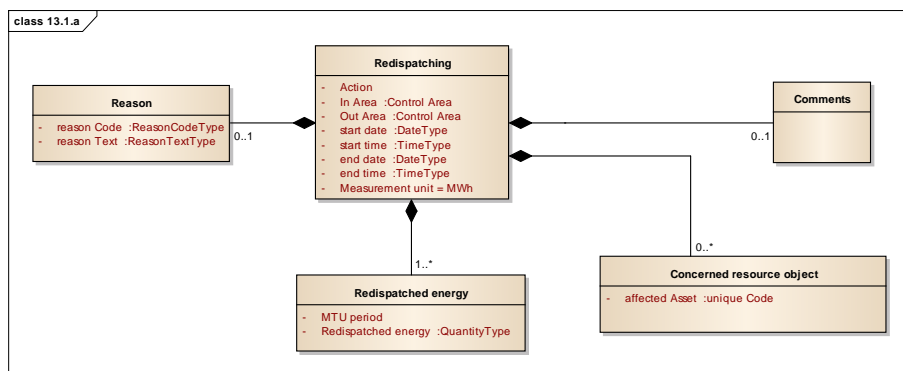 class 13.1.a
Redispatching
- Action
- In Area :Control Area
- Out Area :Control Area
- start date :DateType
- start time :TimeType
- end date :DateType
- end time :TimeType
- Measurement unit = MWh
Reason
- reason Code :ReasonCodeType
- reason Text :ReasonTextType
0..1
Comments
0..1
0..*
1..*
Redispatched energy
- MTU period
- Redispatched energy :QuantityType
Concerned resource object
- affected Asset :unique Code